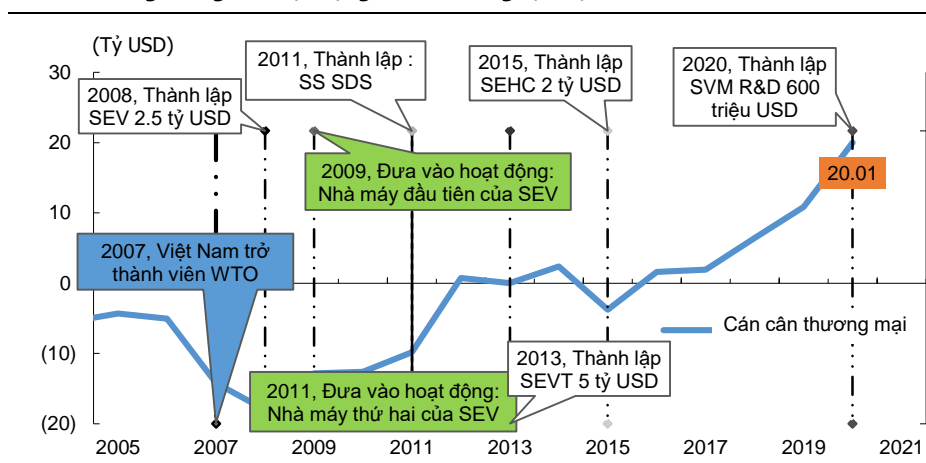 (Tỷ USD)
30
20
10
0
(10)
(20)
2008, Thành lập
SEV 2.5 tỷ USD
2011, Thành lập :
SS SDS
2015, Thành lập
SEHC 2 tỷ USD
2020, Thành lập
SVM R&D 600
triệu USD
2009, Đưa vào hoạt động:
Nhà máy đầu tiên của SEV
20.01
2007, Việt Nam trở
thành viên WTO
Cán cân thương mại
2013, Thành lập
SEVT 5 tỷ USD
2011, Đưa vào hoạt động:
Nhà máy thứ hai của SEV
2005 2007 2009 2011 2013 2015 2017 2019 2021